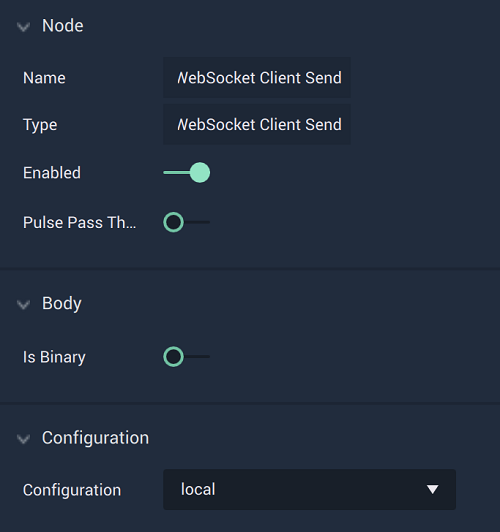 Node
Name
WebSocket Client Send
Type
WebSocket Client Send
Enabled
Pulse Pass Th...
Body
Is Binary
Configuration
Configuration
local